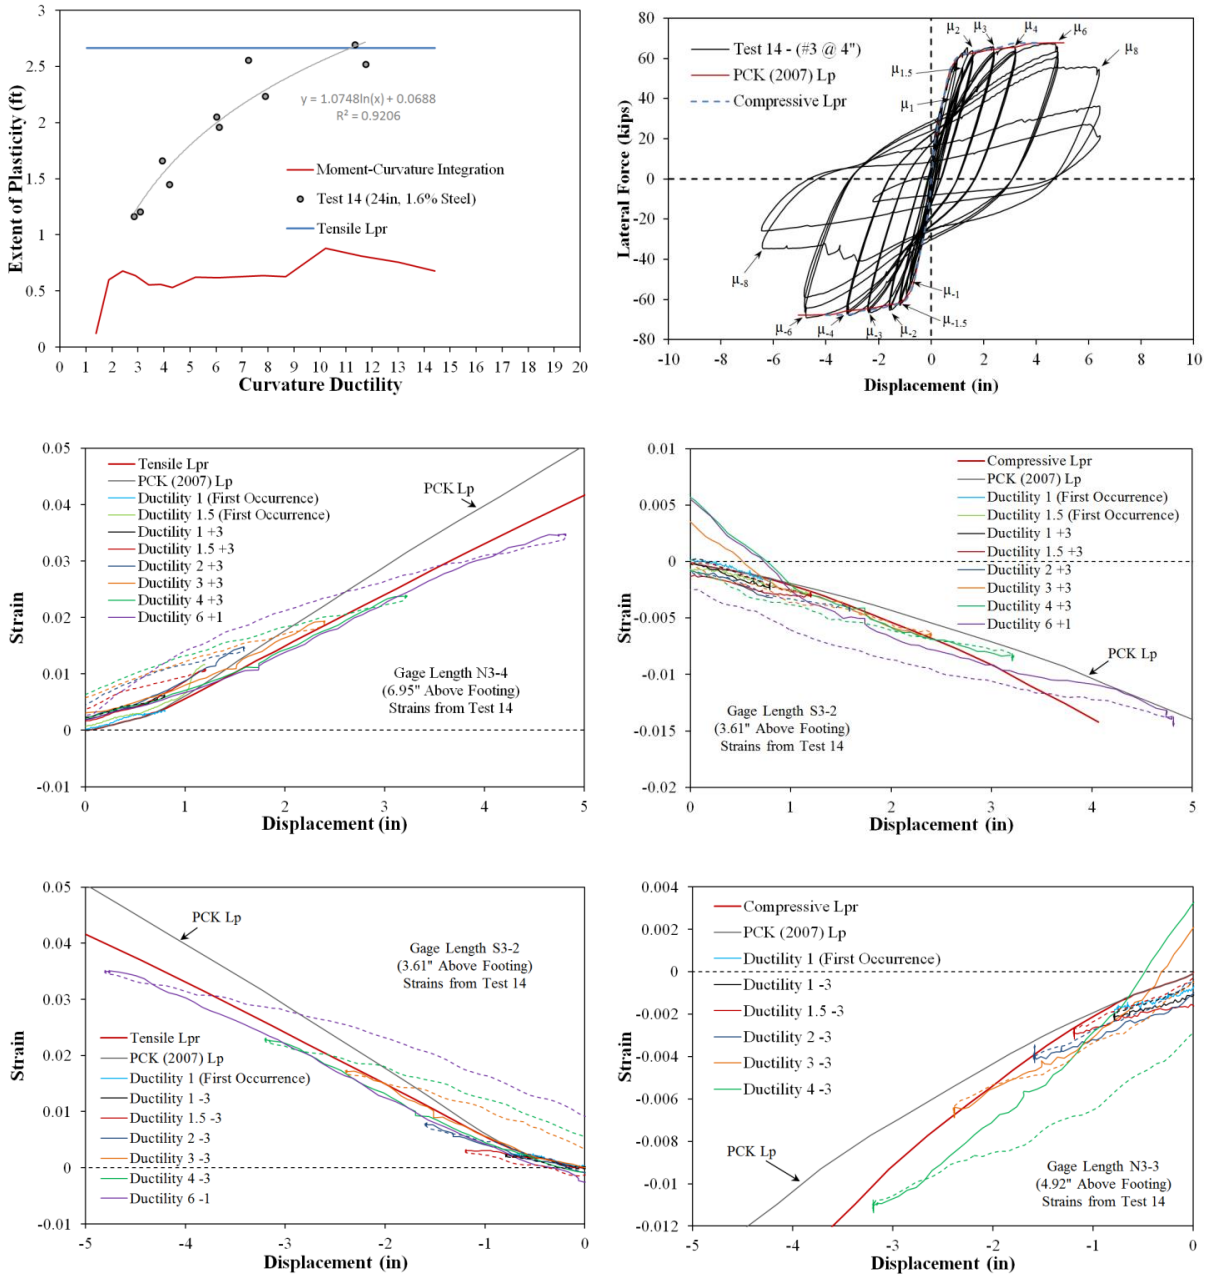 Extent of Plasticity (ft)
3
2.5
2
1.5
1
0.5
0
y = 1.0748ln(x) + 0.0688
R² = 0.9206
Moment-Curvature Integration
Test 14 (24in, 1.6% Steel)
Tensile Lpr
0 1 2 3 4 5 6 7 8 9 10 11 12 13 14 15 16 17 18 19 20
Curvature Ductility
Lateral Force (kips)
80
60
40
20
0
-20
-40
-60
-80
Test 14 - (#3 @ 4")
PCK (2007) Lp
Compressive Lpr
μ2
μ3
μ4
μ6
μ8
μ1.5
μ1
μ-8
μ-1
μ-1.5
μ-6
μ-4
μ-3
μ-2
-10 -8 -6 -4 -2 0 2 4 6 8 10
Displacement (in)
Strain
0.05
0.04
0.03
0.02
0.01
0
-0.01
Tensile Lpr
PCK (2007) Lp
Ductility 1 (First Occurrence)
Ductility 1.5 (First Occurrence)
Ductility 1 +3
Ductility 1.5 +3
Ductility 2 +3
Ductility 3 +3
Ductility 4 +3
Ductility 6 +1
PCK Lp
Gage Length N3-4
(6.95" Above Footing)
Strains from Test 14
0 1 2 3 4 5
Displacement (in)
Strain
0.01
0.005
0
-0.005
-0.01
-0.015
-0.02
Compressive Lpr
PCK (2007) Lp
Ductility 1 (First Occurrence)
Ductility 1.5 (First Occurrence)
Ductility 1 +3
Ductility 1.5 +3
Ductility 2 +3
Ductility 3 +3
Ductility 4 +3
Ductility 6 +1
PCK Lp
Gage Length S3-2
(3.61" Above Footing)
Strains from Test 14
0 1 2 3 4 5
Displacement (in)
Strain
0.05
0.04
0.03
0.02
0.01
0
-0.01
PCK Lp
Gage Length S3-2
(3.61" Above Footing)
Strains from Test 14
Tensile Lpr
PCK (2007) Lp
Ductility 1 (First Occurrence)
Ductility 1 -3
Ductility 1.5 -3
Ductility 2 -3
Ductility 3 -3
Ductility 4 -3
Ductility 6 -1
-5 -4 -3 -2 -1 0
Displacement (in)
Strain
0.004
0.002
0
-0.002
-0.004
-0.006
-0.008
-0.01
-0.012
Compressive Lpr
PCK (2007) Lp
Ductility 1 (First Occurrence)
Ductility 1 -3
Ductility 1.5 -3
Ductility 2 -3
Ductility 3 -3
Ductility 4 -3
PCK Lp
Gage Length N3-3
(4.92" Above Footing)
Strains from Test 14
-5 -4 -3 -2 -1 0
Displacement (in)